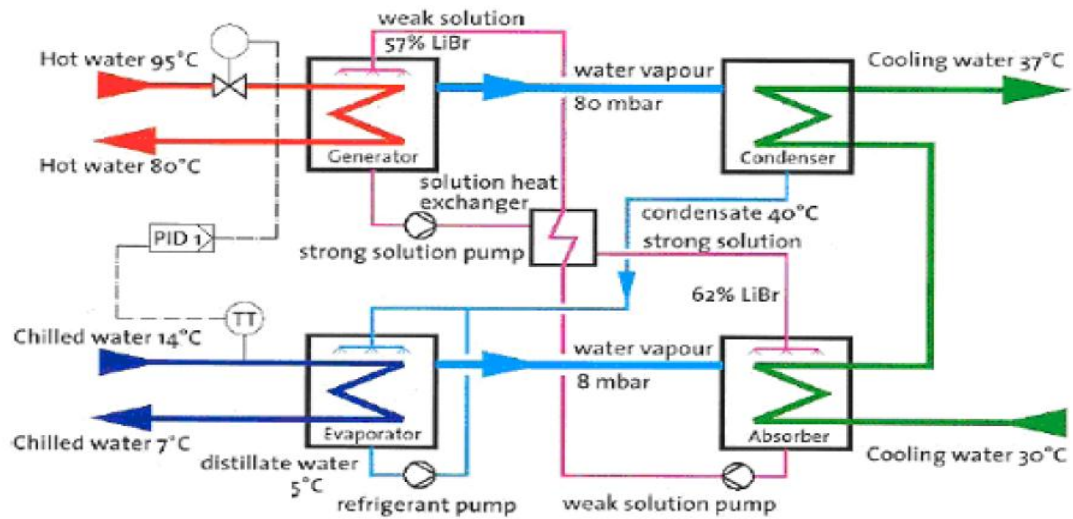 weak solution
57% LiBr
Hot water 95°C
water vapour
80 mbar
Cooling water 37°C
Hot water 80°C
Generator
Condenser
solution heat
exchanger
condensate 40°C
PID 1
strong solution pump
strong solution
62% LiBr
TT
Chilled water 14°C
water vapour
8 mbar
Chilled water 7°C
Evaporator
Absorber
Cooling water 30°C
distillate water
5°C
refrigerant pump
weak solution pump